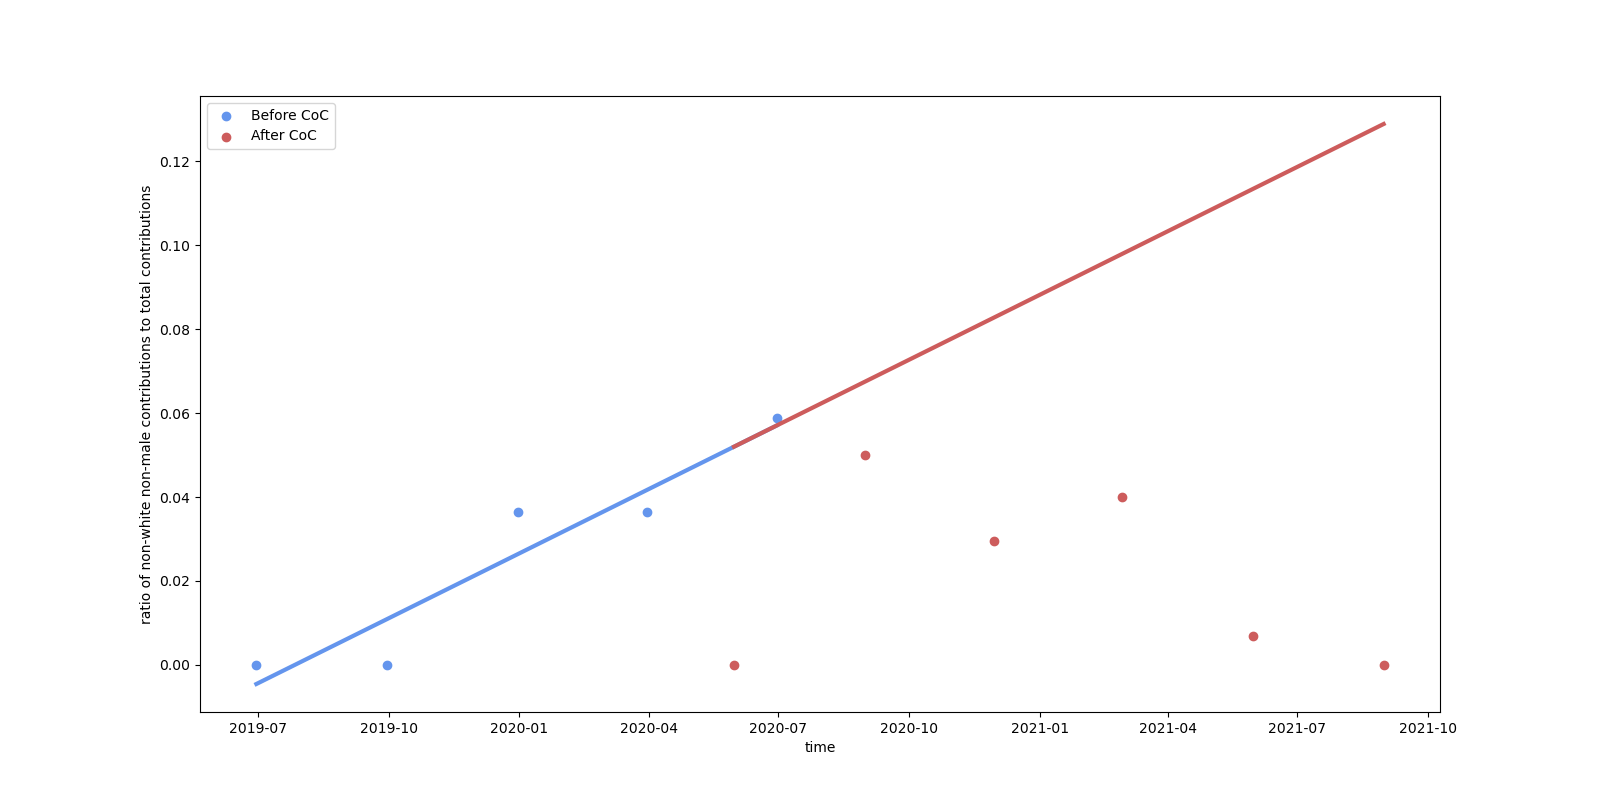 Before CoC
After CoC
ratio of non-white non-male contributions to total contributions
0.12
0.10
0.08
0.06
0.04
0.02
0.00
2019-07 2019-10 2020-01 2020-04 2020-07 2020-10 2021-01 2021-04 2021-07 2021-10
time